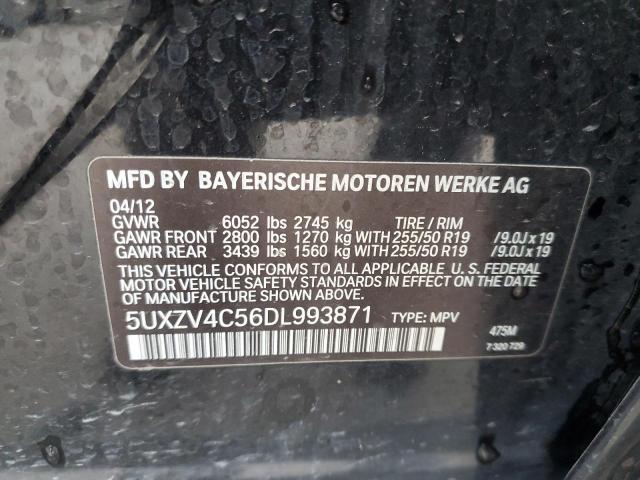 MFD BY BAYERISCHE MOTOREN WERKE AG
04/12
GVWR 6052 lbs 2745 kg TIRE / RIM
GAWR FRONT 2800 lbs 1270 kg WITH 255/50 R19 /9.0J x 19
GAWR REAR 3439 lbs 1560 kg WITH 255/50 R19 /9.0J x 19
THIS VEHICLE CONFORMS TO ALL APPLICABLE U. S. FEDERAL
MOTOR VEHICLE SAFETY STANDARDS IN EFFECT ON THE
DATE OF MANUFACTURE SHOWN ABOVE.
5UXZV4C56DL993871 TYPE: MPV
475M
7 320 729